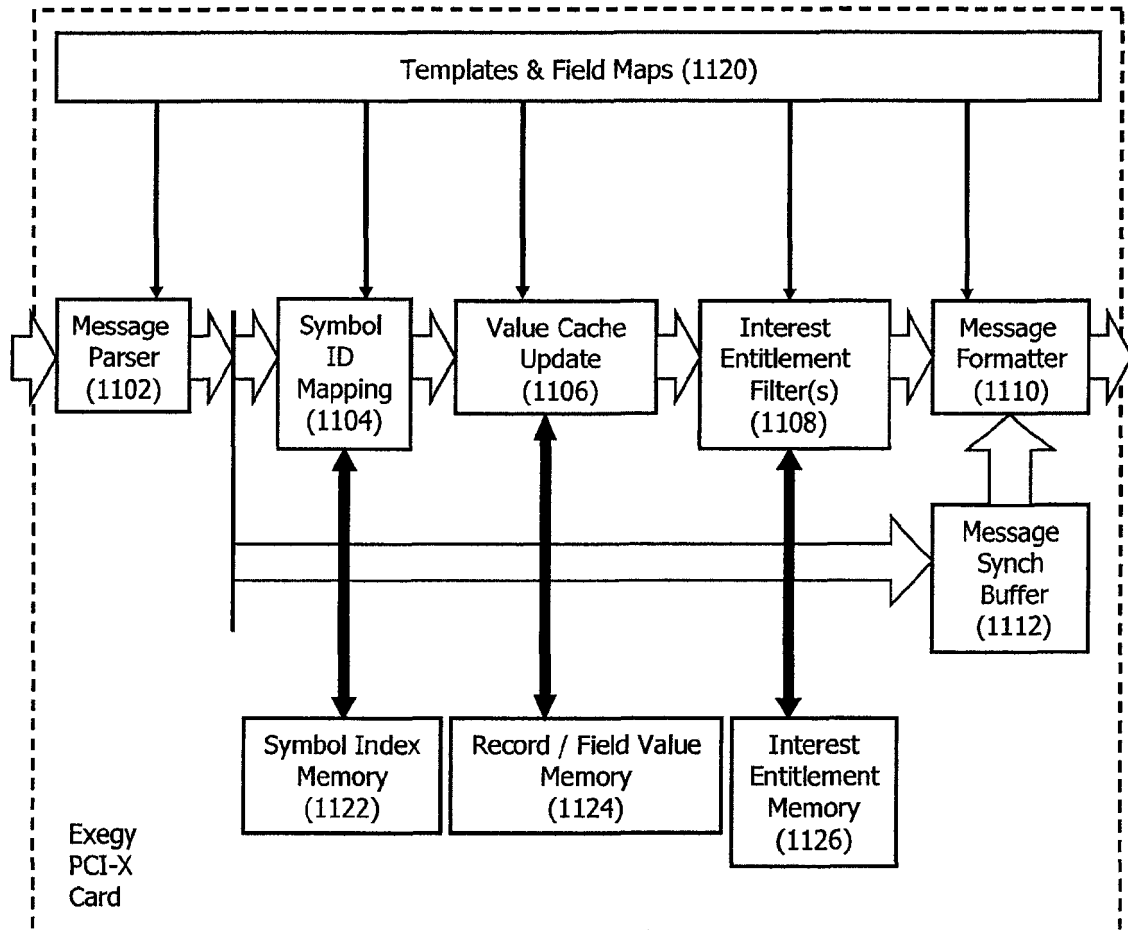 Templates & Field Maps (1120)
Message
Parser
(1102)
Symbol
ID
Mapping
(1104)
Value Cache
Update
(1106)
Interest
Entitlement
Filter(s)
(1108)
Message
Formatter
(1110)
Message
Synch
Buffer
(1112)
Symbol Index
Memory
(1122)
Record / Field Value
Memory
(1124)
Interest
Entitlement
Memory
(1126)
Exegy
PCI-X
Card